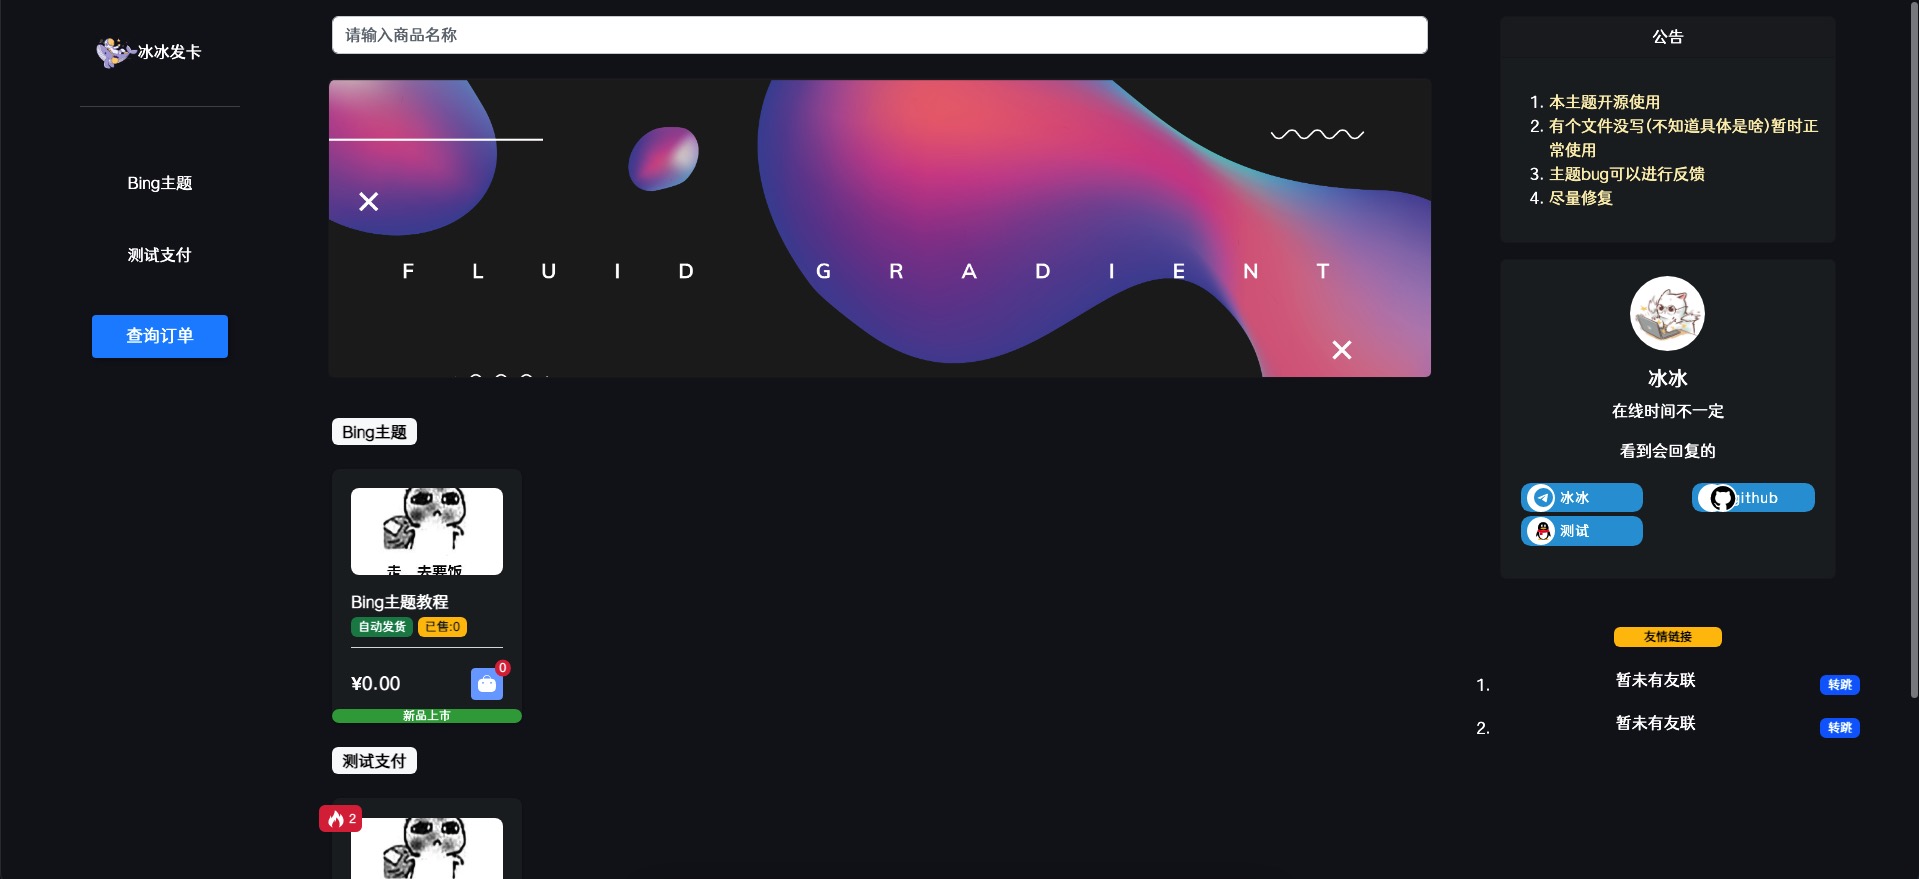 冰冰发卡
Bing主题
测试支付
查询订单
请输入商品名称
FLUID GRADIENT
Bing主题
走 去要饭
Bing主题教程
自动发货 已售:0
¥0.00
0
新品上市
测试支付
2
公告
1. 本主题开源使用
2. 有个文件没写(不知道具体是啥)暂时正
常使用
3. 主题bug可以进行反馈
4. 尽量修复
冰冰
在线时间不一定
看到会回复的
冰冰
github
测试
友情链接
1. 暂未有友联 转跳
2. 暂未有友联 转跳